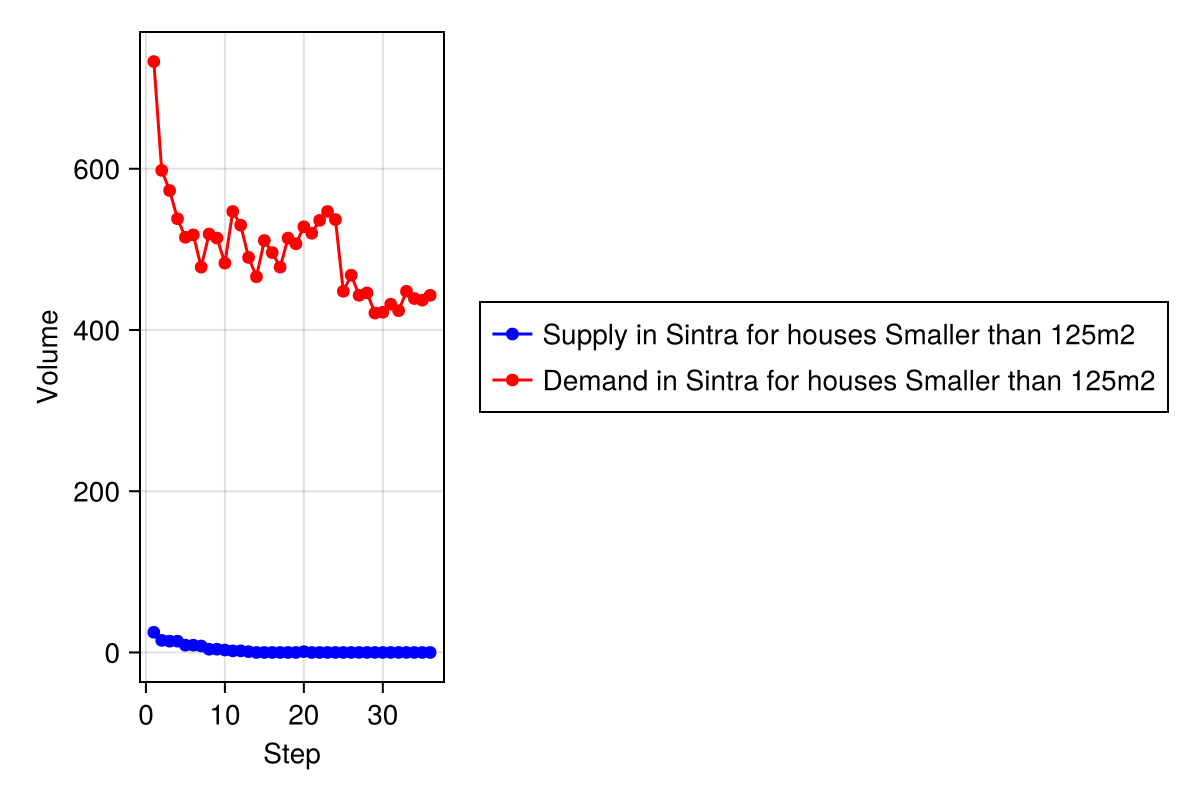 Volume
600
400
200
0
0 10 20 30
Step
Supply in Sintra for houses Smaller than 125m2
Demand in Sintra for houses Smaller than 125m2